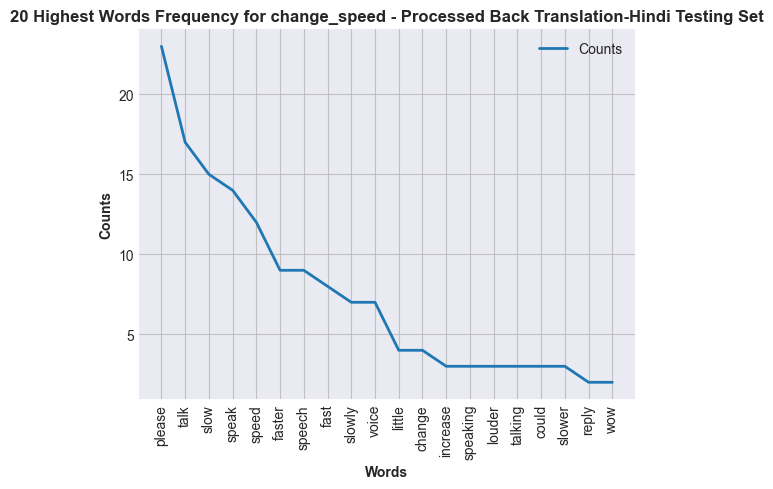 20 Highest Words Frequency for change_speed - Processed Back Translation-Hindi Testing Set
Counts
Counts
20
15
10
5
please
talk
slow
speak
speed
faster
speech
fast
slowly
voice
little
change
increase
speaking
louder
talking
could
slower
reply
wow
Words